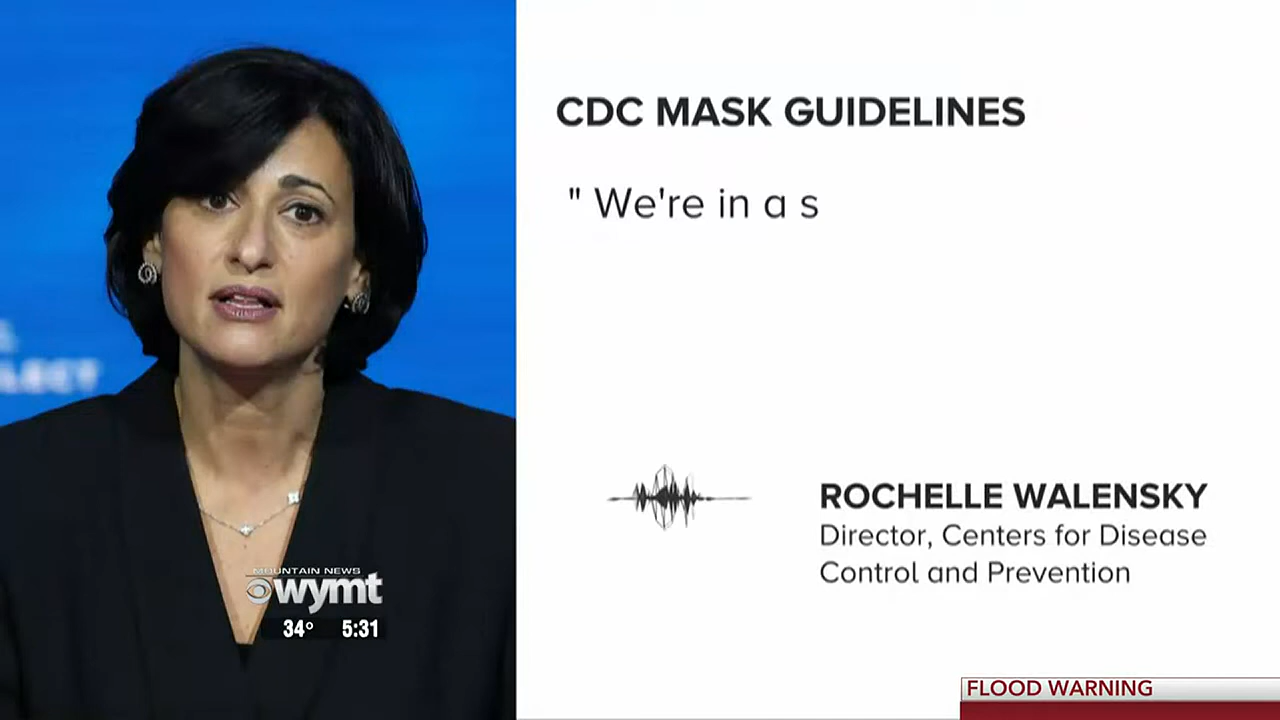 CDC MASK GUIDELINES
" We're in a s
ROCHELLE WALENSKY
Director, Centers for Disease
Control and Prevention
MOUNTAIN NEWS
wymt
34° 5:31
FLOOD WARNING